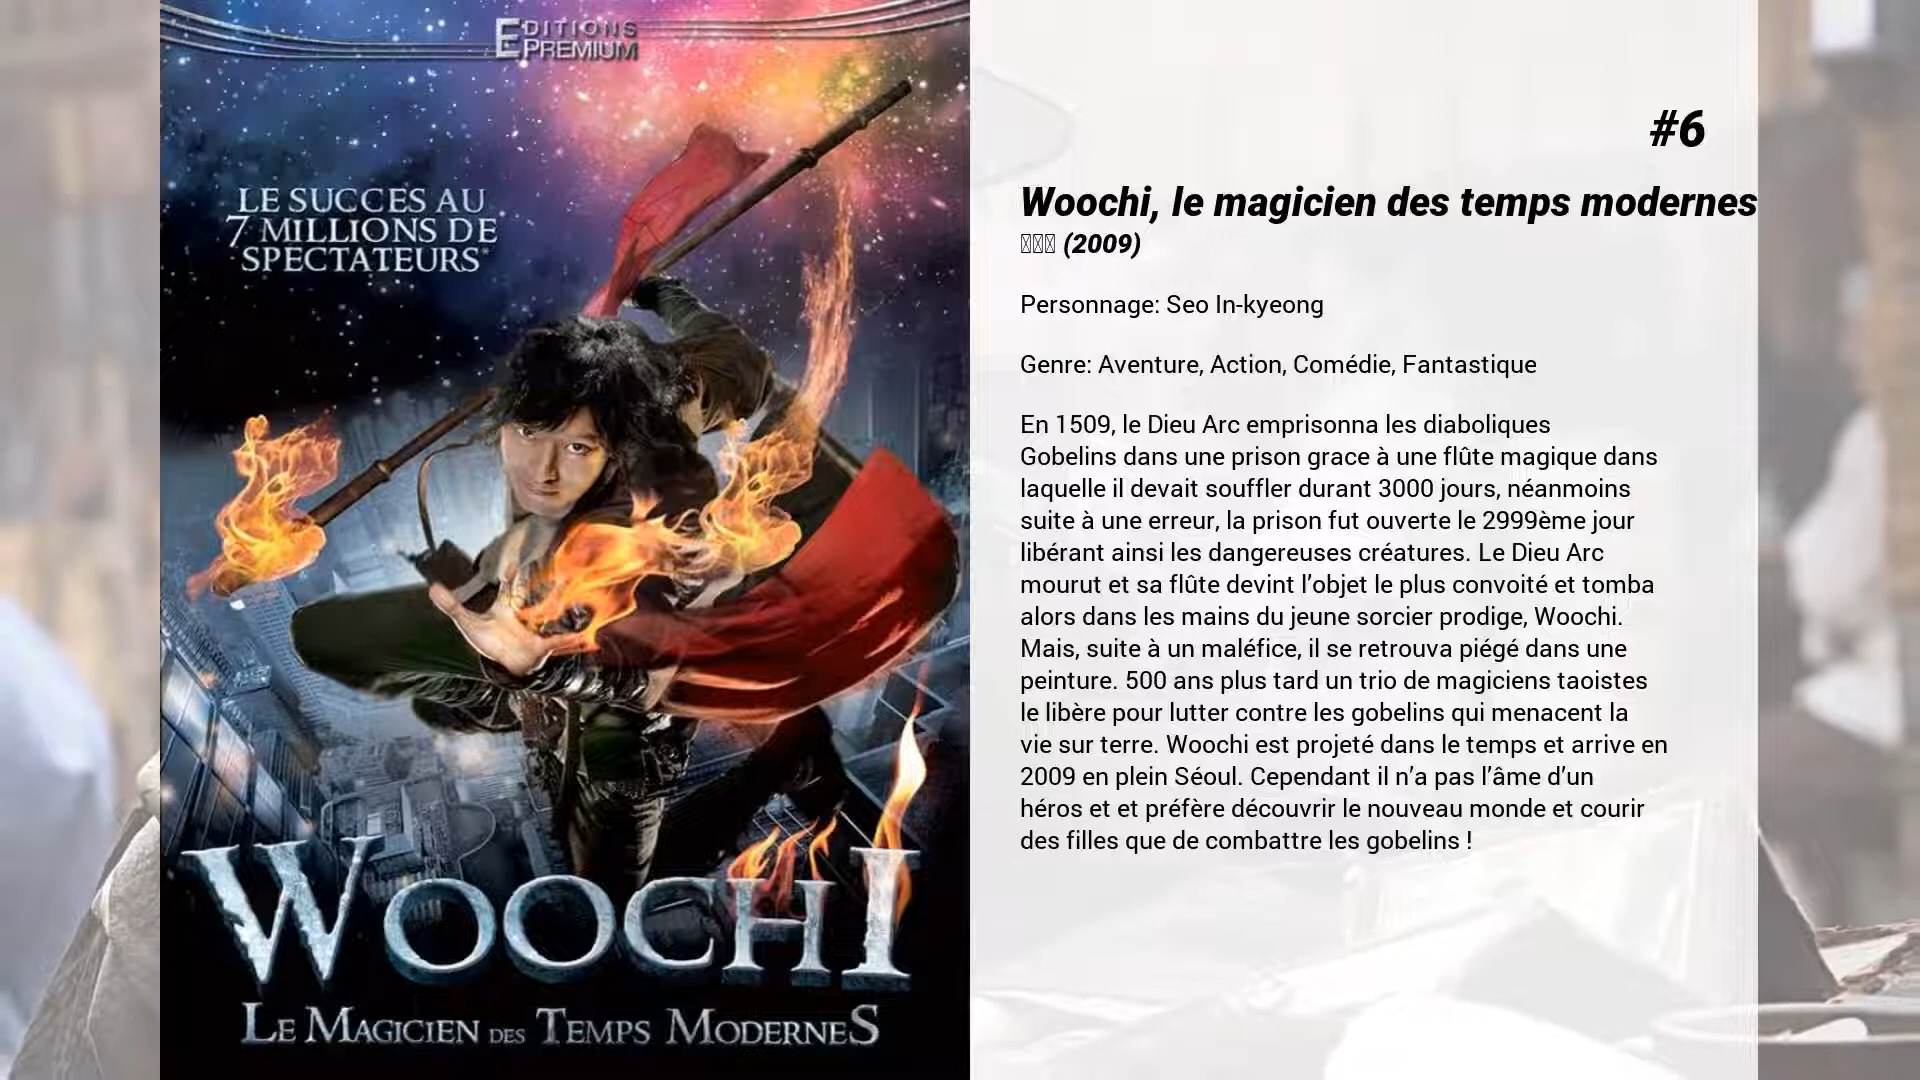 EDITIONS
PREMIUM
LE SUCCES AU
7 MILLIONS DE
SPECTATEURS*
WOOCHI
LE MAGICIEN DES TEMPS MODERNES
#6
Woochi, le magicien des temps modernes
(2009)
Personnage: Seo In-kyeong
Genre: Aventure, Action, Comédie, Fantastique
En 1509, le Dieu Arc emprisonna les diaboliques
Gobelins dans une prison grace à une flûte magique dans
laquelle il devait souffler durant 3000 jours, néanmoins
suite à une erreur, la prison fut ouverte le 2999ème jour
libérant ainsi les dangereuses créatures. Le Dieu Arc
mourut et sa flûte devint l’objet le plus convoité et tomba
alors dans les mains du jeune sorcier prodige, Woochi.
Mais, suite à un maléfice, il se retrouva piégé dans une
peinture. 500 ans plus tard un trio de magiciens taoistes
le libère pour lutter contre les gobelins qui menacent la
vie sur terre. Woochi est projeté dans le temps et arrive en
2009 en plein Séoul. Cependant il n’a pas l’âme d’un
héros et et préfère découvrir le nouveau monde et courir
des filles que de combattre les gobelins !